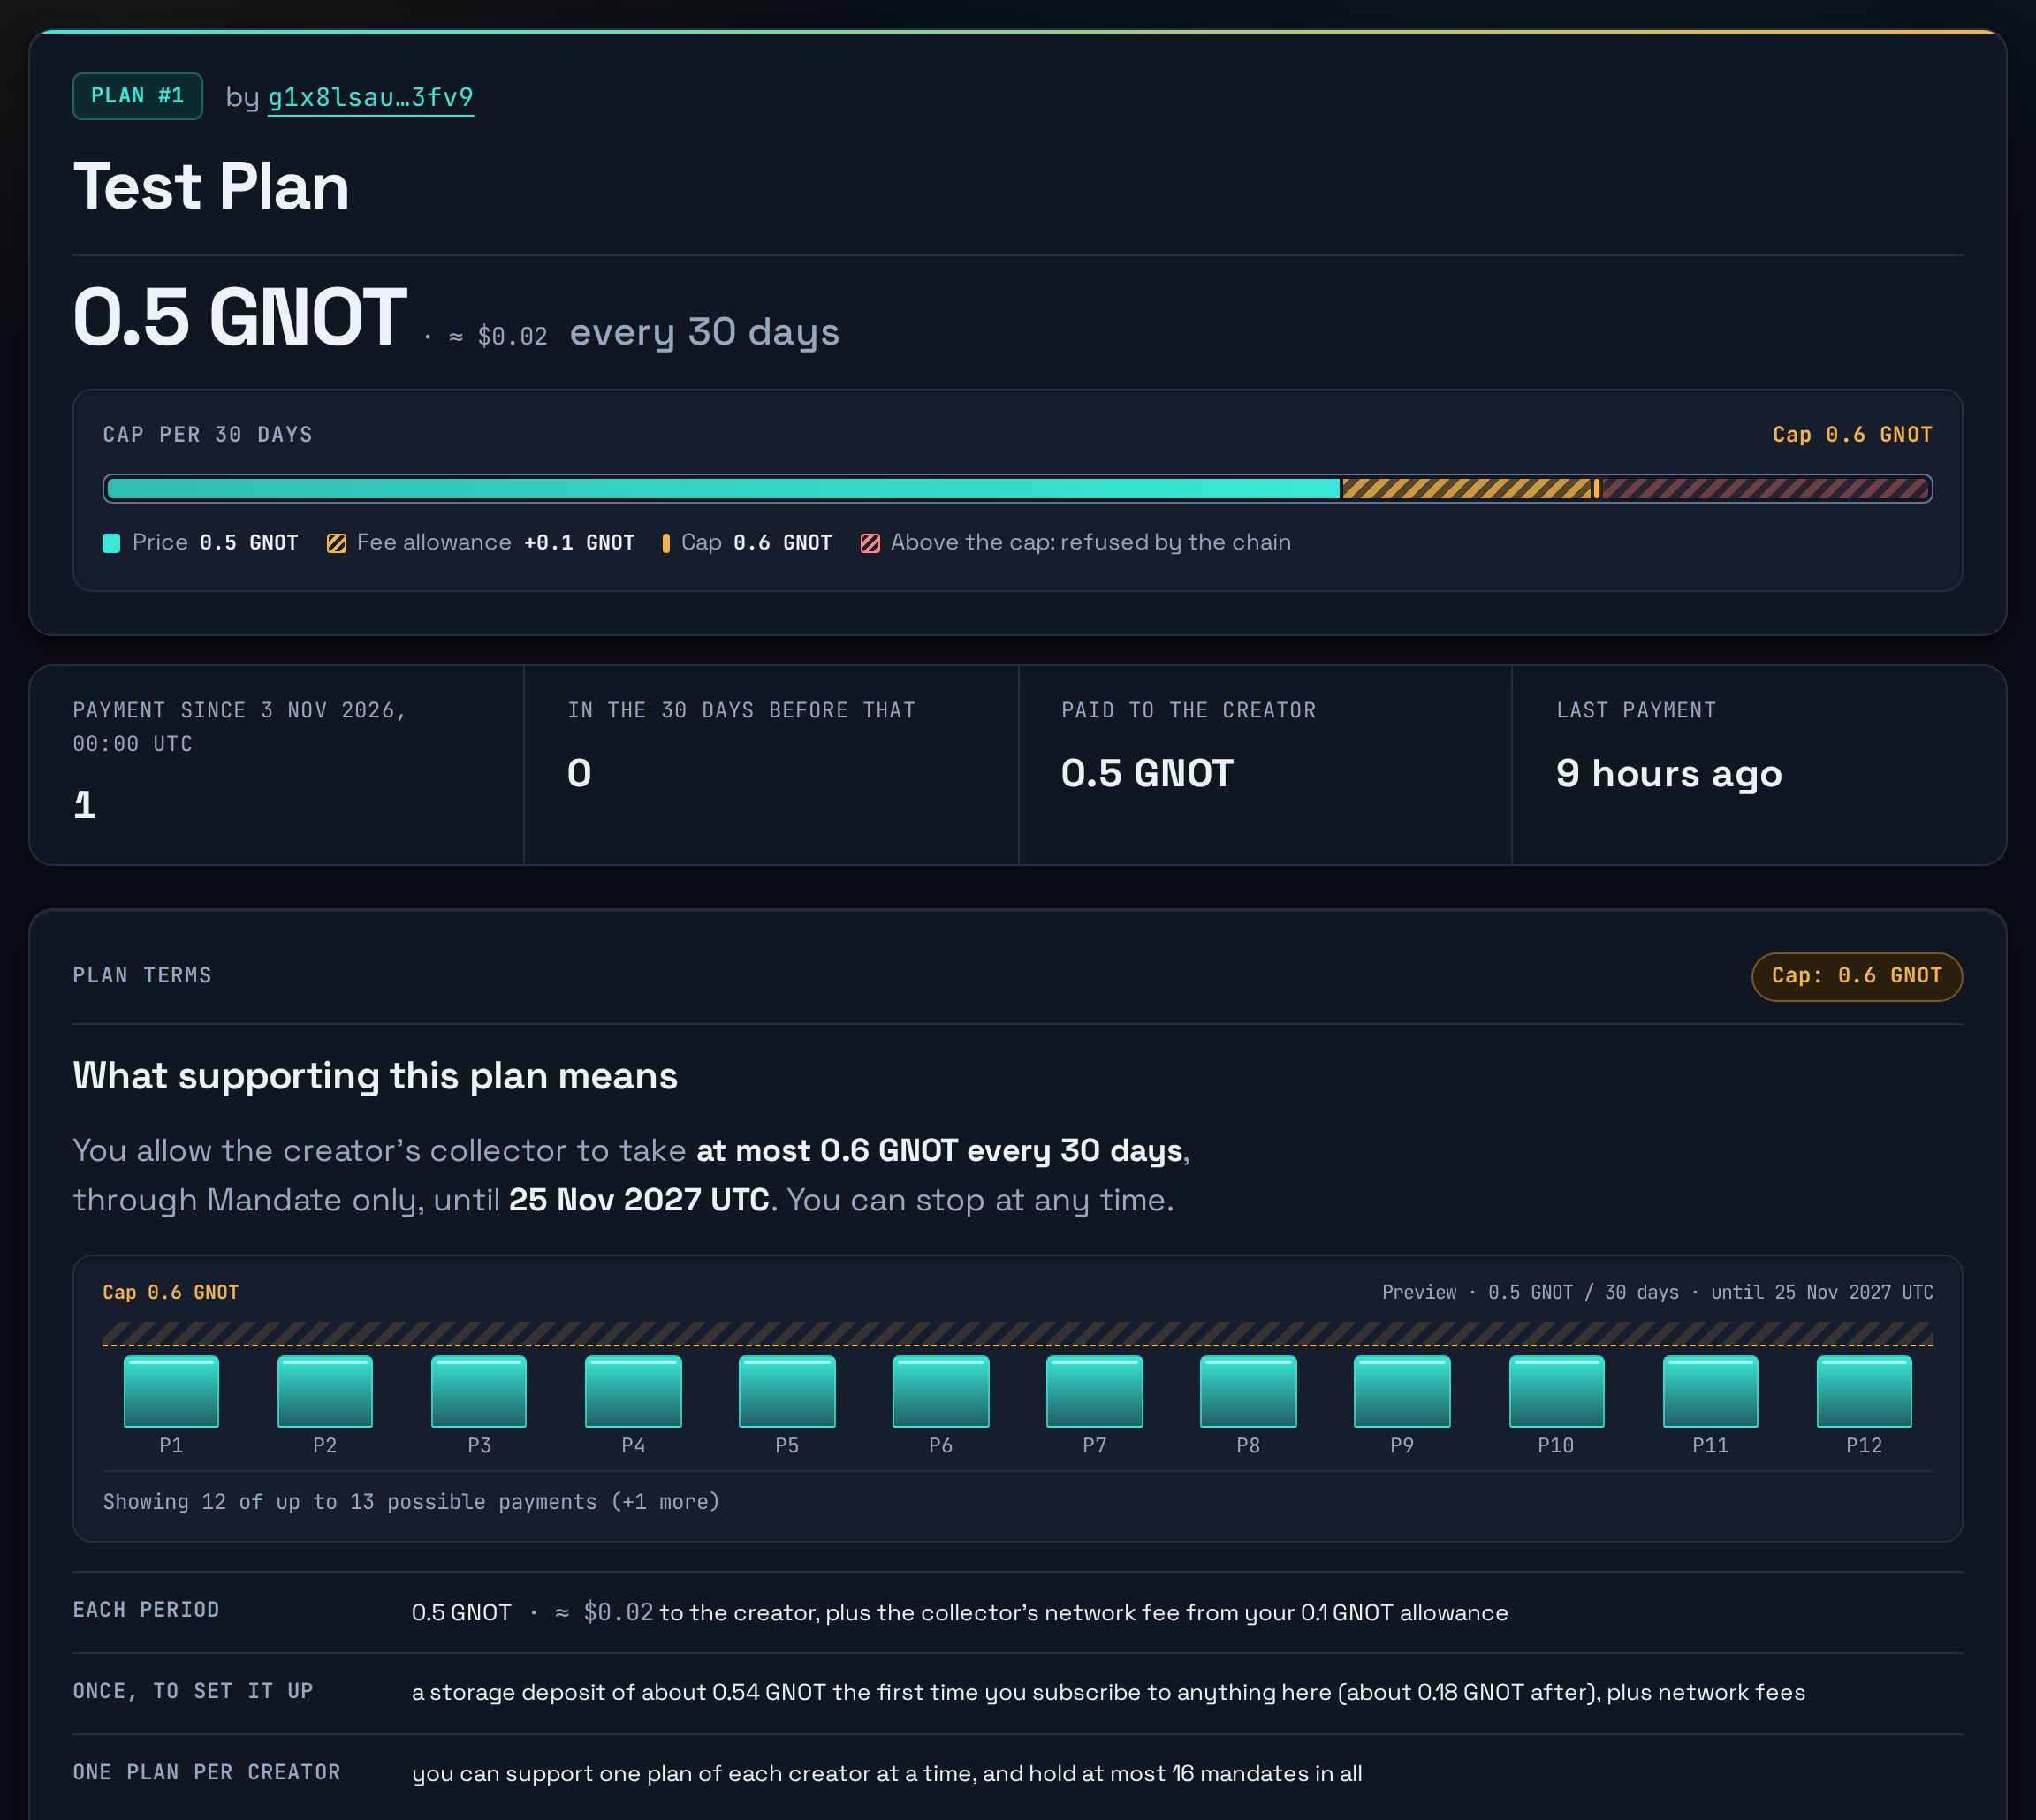 PLAN #1 by g1x8lsau…3fv9
Test Plan
0.5 GNOT · ≈ $0.02 every 30 days
CAP PER 30 DAYS Cap 0.6 GNOT
Price 0.5 GNOT Fee allowance +0.1 GNOT Cap 0.6 GNOT Above the cap: refused by the chain
PAYMENT SINCE 3 NOV 2026,
00:00 UTC
1
IN THE 30 DAYS BEFORE THAT
0
PAID TO THE CREATOR
0.5 GNOT
LAST PAYMENT
9 hours ago
PLAN TERMS Cap: 0.6 GNOT
What supporting this plan means
You allow the creator’s collector to take at most 0.6 GNOT every 30 days,
through Mandate only, until 25 Nov 2027 UTC. You can stop at any time.
Cap 0.6 GNOT Preview · 0.5 GNOT / 30 days · until 25 Nov 2027 UTC
P1 P2 P3 P4 P5 P6 P7 P8 P9 P10 P11 P12
Showing 12 of up to 13 possible payments (+1 more)
EACH PERIOD 0.5 GNOT · ≈ $0.02 to the creator, plus the collector’s network fee from your 0.1 GNOT allowance
ONCE, TO SET IT UP a storage deposit of about 0.54 GNOT the first time you subscribe to anything here (about 0.18 GNOT after), plus network fees
ONE PLAN PER CREATOR you can support one plan of each creator at a time, and hold at most 16 mandates in all